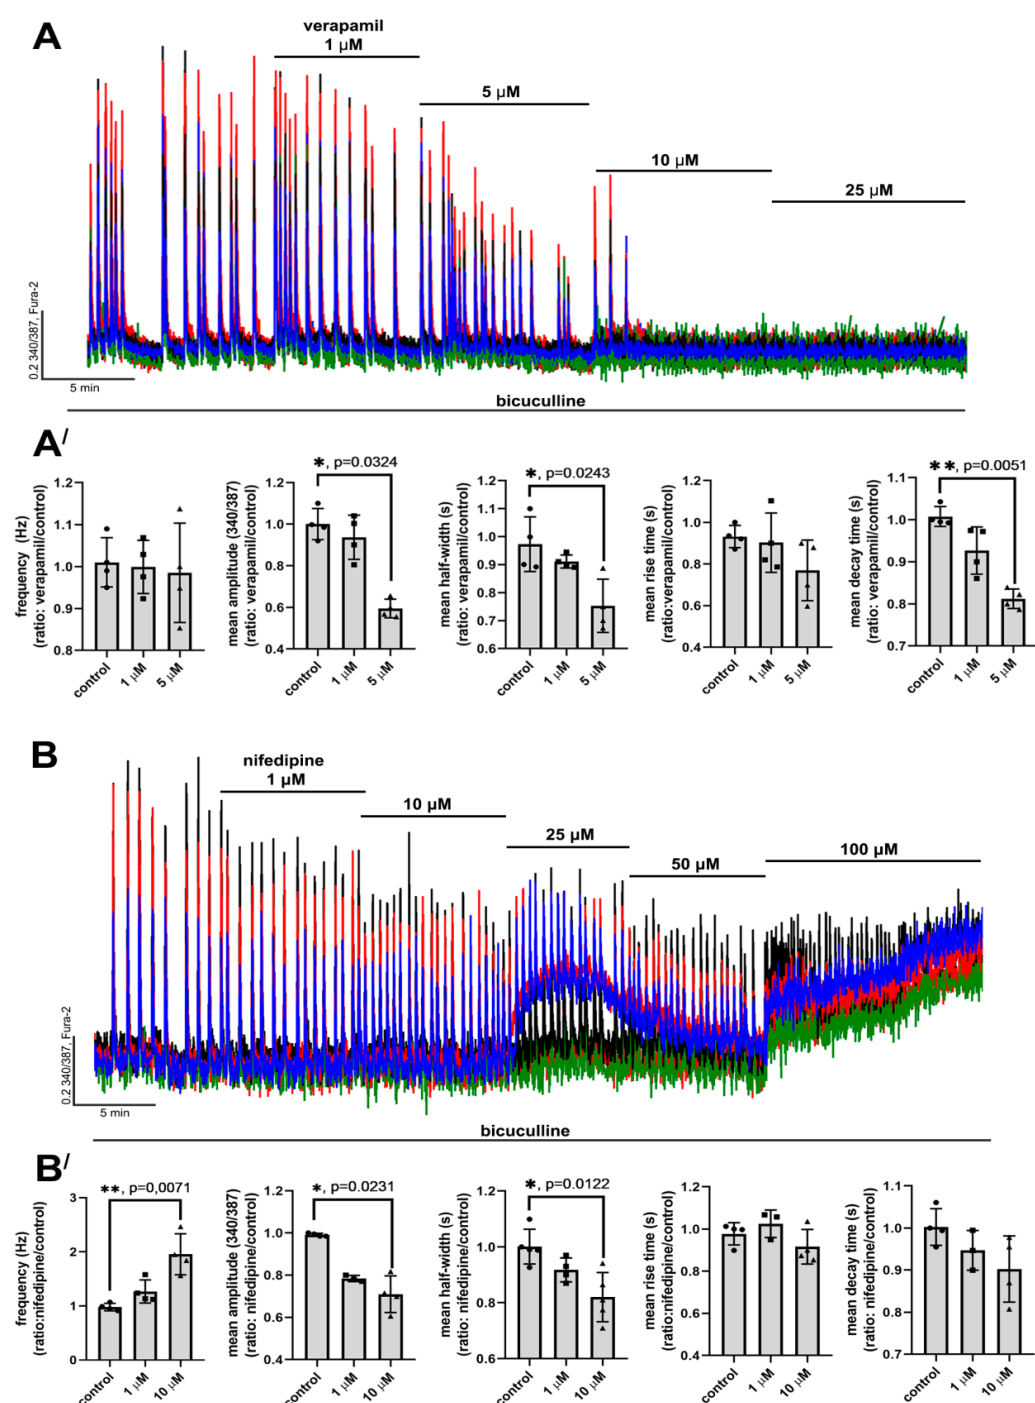 A
verapamil
1 µM
5 µM
10 µM
25 µM
0.2 340/387, Fura-2
5 min
bicuculline
A/
frequency (Hz)
(ratio: verapamil/control)
1.2
1.1
1.0
0.9
0.8
control
1 µM
5 µM
mean amplitude (340/387)
(ratio: verapamil/control)
*, p=0.0324
1.2
1.0
0.8
0.6
0.4
control
1 µM
5 µM
mean half-width (s)
(ratio: verapamil/control)
*, p=0.0243
1.2
1.1
1.0
0.9
0.8
0.7
0.6
control
1 µM
5 µM
mean rise time (s)
(ratio: verapamil/control)
1.2
1.0
0.8
0.6
0.4
control
1 µM
5 µM
mean decay time (s)
(ratio: verapamil/control)
**, p=0.0051
1.1
1.0
0.9
0.8
0.7
control
1 µM
5 µM
B
nifedipine
1 µM
10 µM
25 µM
50 µM
100 µM
0.2 340/387, Fura-2
5 min
bicuculline
B/
frequency (Hz)
(ratio:nifedipine/control)
**, p=0,0071
3
2
1
0
control
1 µM
10 µM
mean amplitude (340/387)
(ratio: nifedipine/control)
*, p=0.0231
1.2
1.0
0.8
0.6
0.4
control
1 µM
10 µM
mean half-width (s)
(ratio: nifedipine/control)
*, p=0.0122
1.2
1.0
0.8
0.6
control
1 µM
10 µM
mean rise time (s)
(ratio:nifedipine/control)
1.2
1.0
0.8
0.6
0.4
control
1 µM
10 µM
mean decay time (s)
(ratio: nifedipine/control)
1.1
1.0
0.9
0.8
0.7
control
1 µM
10 µM